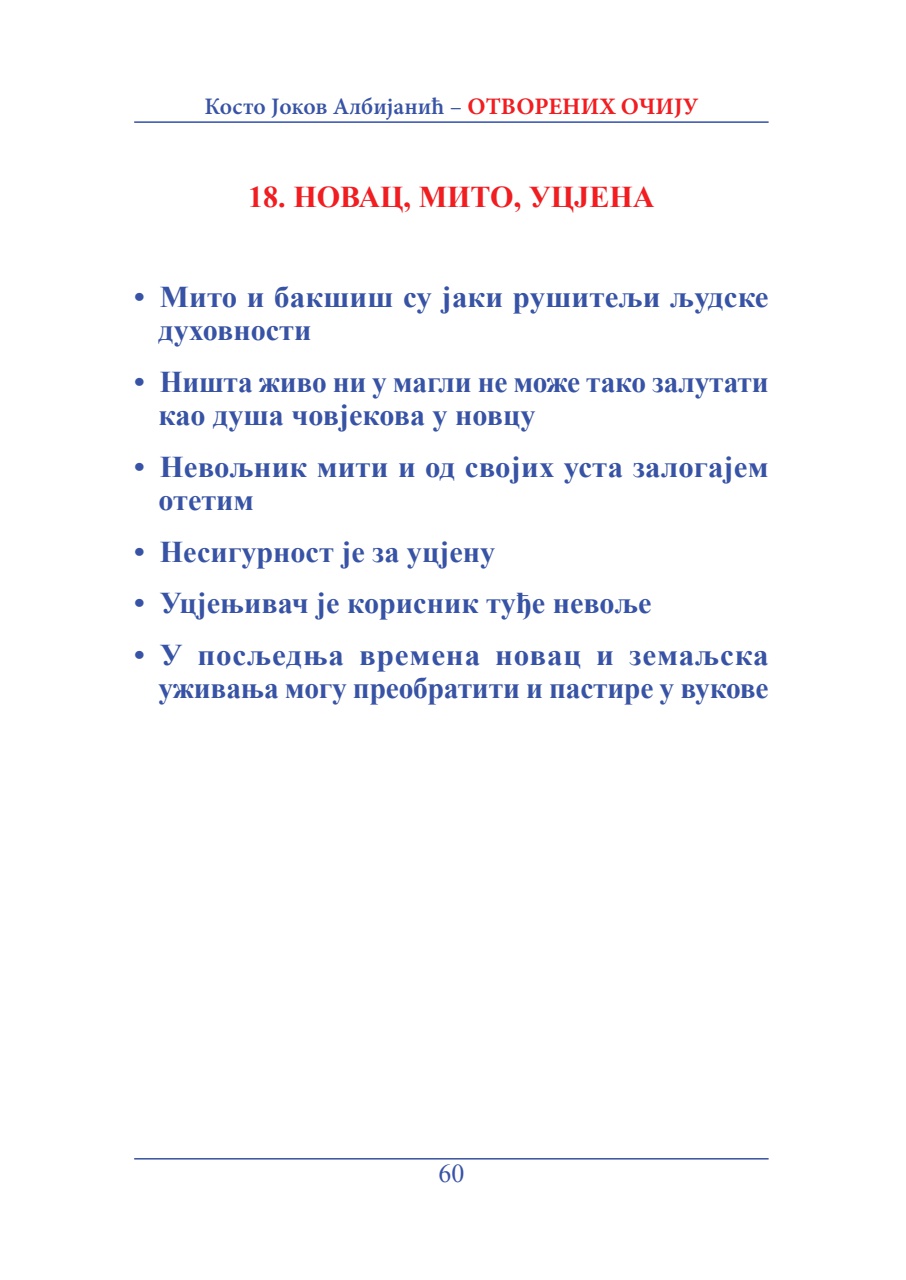 Косто Јоков Албијанић – ОТВОРЕНИХ ОЧИЈУ
18. НОВАЦ, МИТО, УЦЈЕНА
• Мито и бакшиш су јаки рушитељи људске
духовности
• Ништа живо ни у магли не може тако залутати
као душа човјекова у новцу
• Невољник мити и од својих уста залогајем
отетим
• Несигурност је за уцјену
• Уцјењивач је корисник туђе невоље
• У посљедња времена новац и земаљска
уживања могу преобратити и пастире у вукове
60